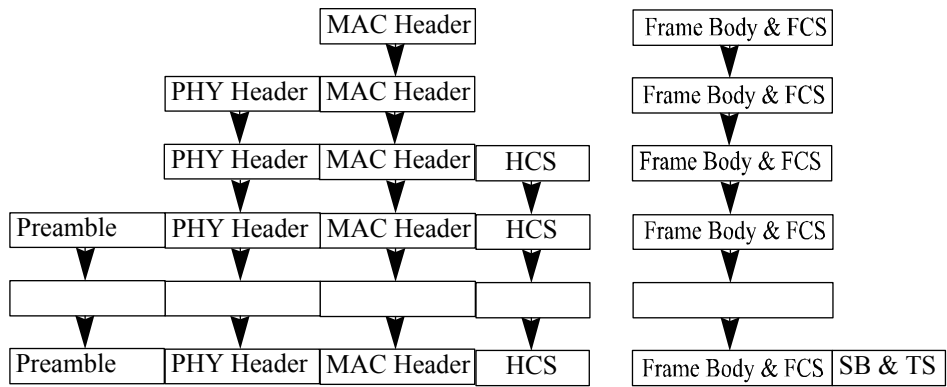 MAC Header Frame Body & FCS
PHY Header MAC Header Frame Body & FCS
PHY Header MAC Header HCS Frame Body & FCS
Preamble PHY Header MAC Header HCS Frame Body & FCS
Preamble PHY Header MAC Header HCS Frame Body & FCS SB & TS